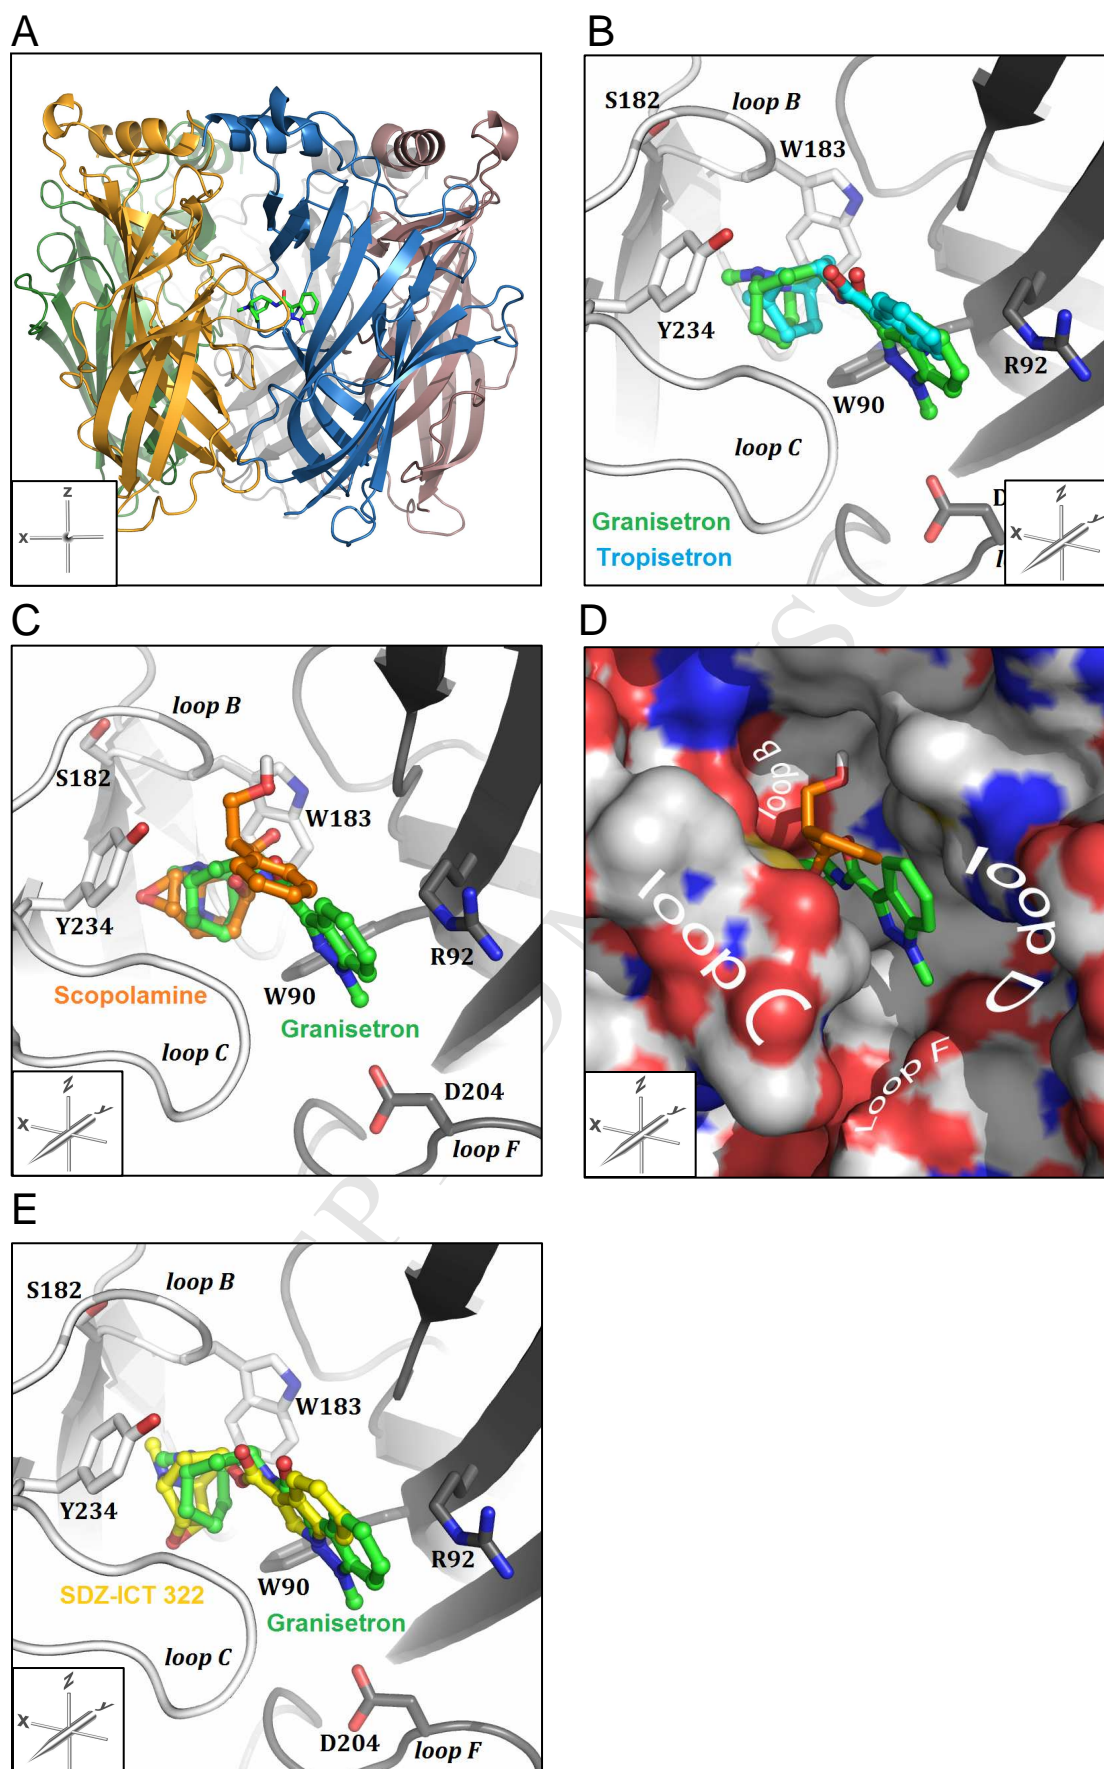 A
z
x
B
S182
loop B
W183
Y234
R92
W90
loop C
Granisetron
Tropisetron
D
l
Z
X
y
C
loop B
S182
W183
Y234
R92
W90
Scopolamine
Granisetron
loop C
D204
loop F
Z
X
y
D
loop B
loop C
loop D
Loop F
Z
X
y
E
S182
loop B
W183
Y234
R92
SDZ-ICT 322
W90
Granisetron
loop C
D204
loop F
Z
X
y